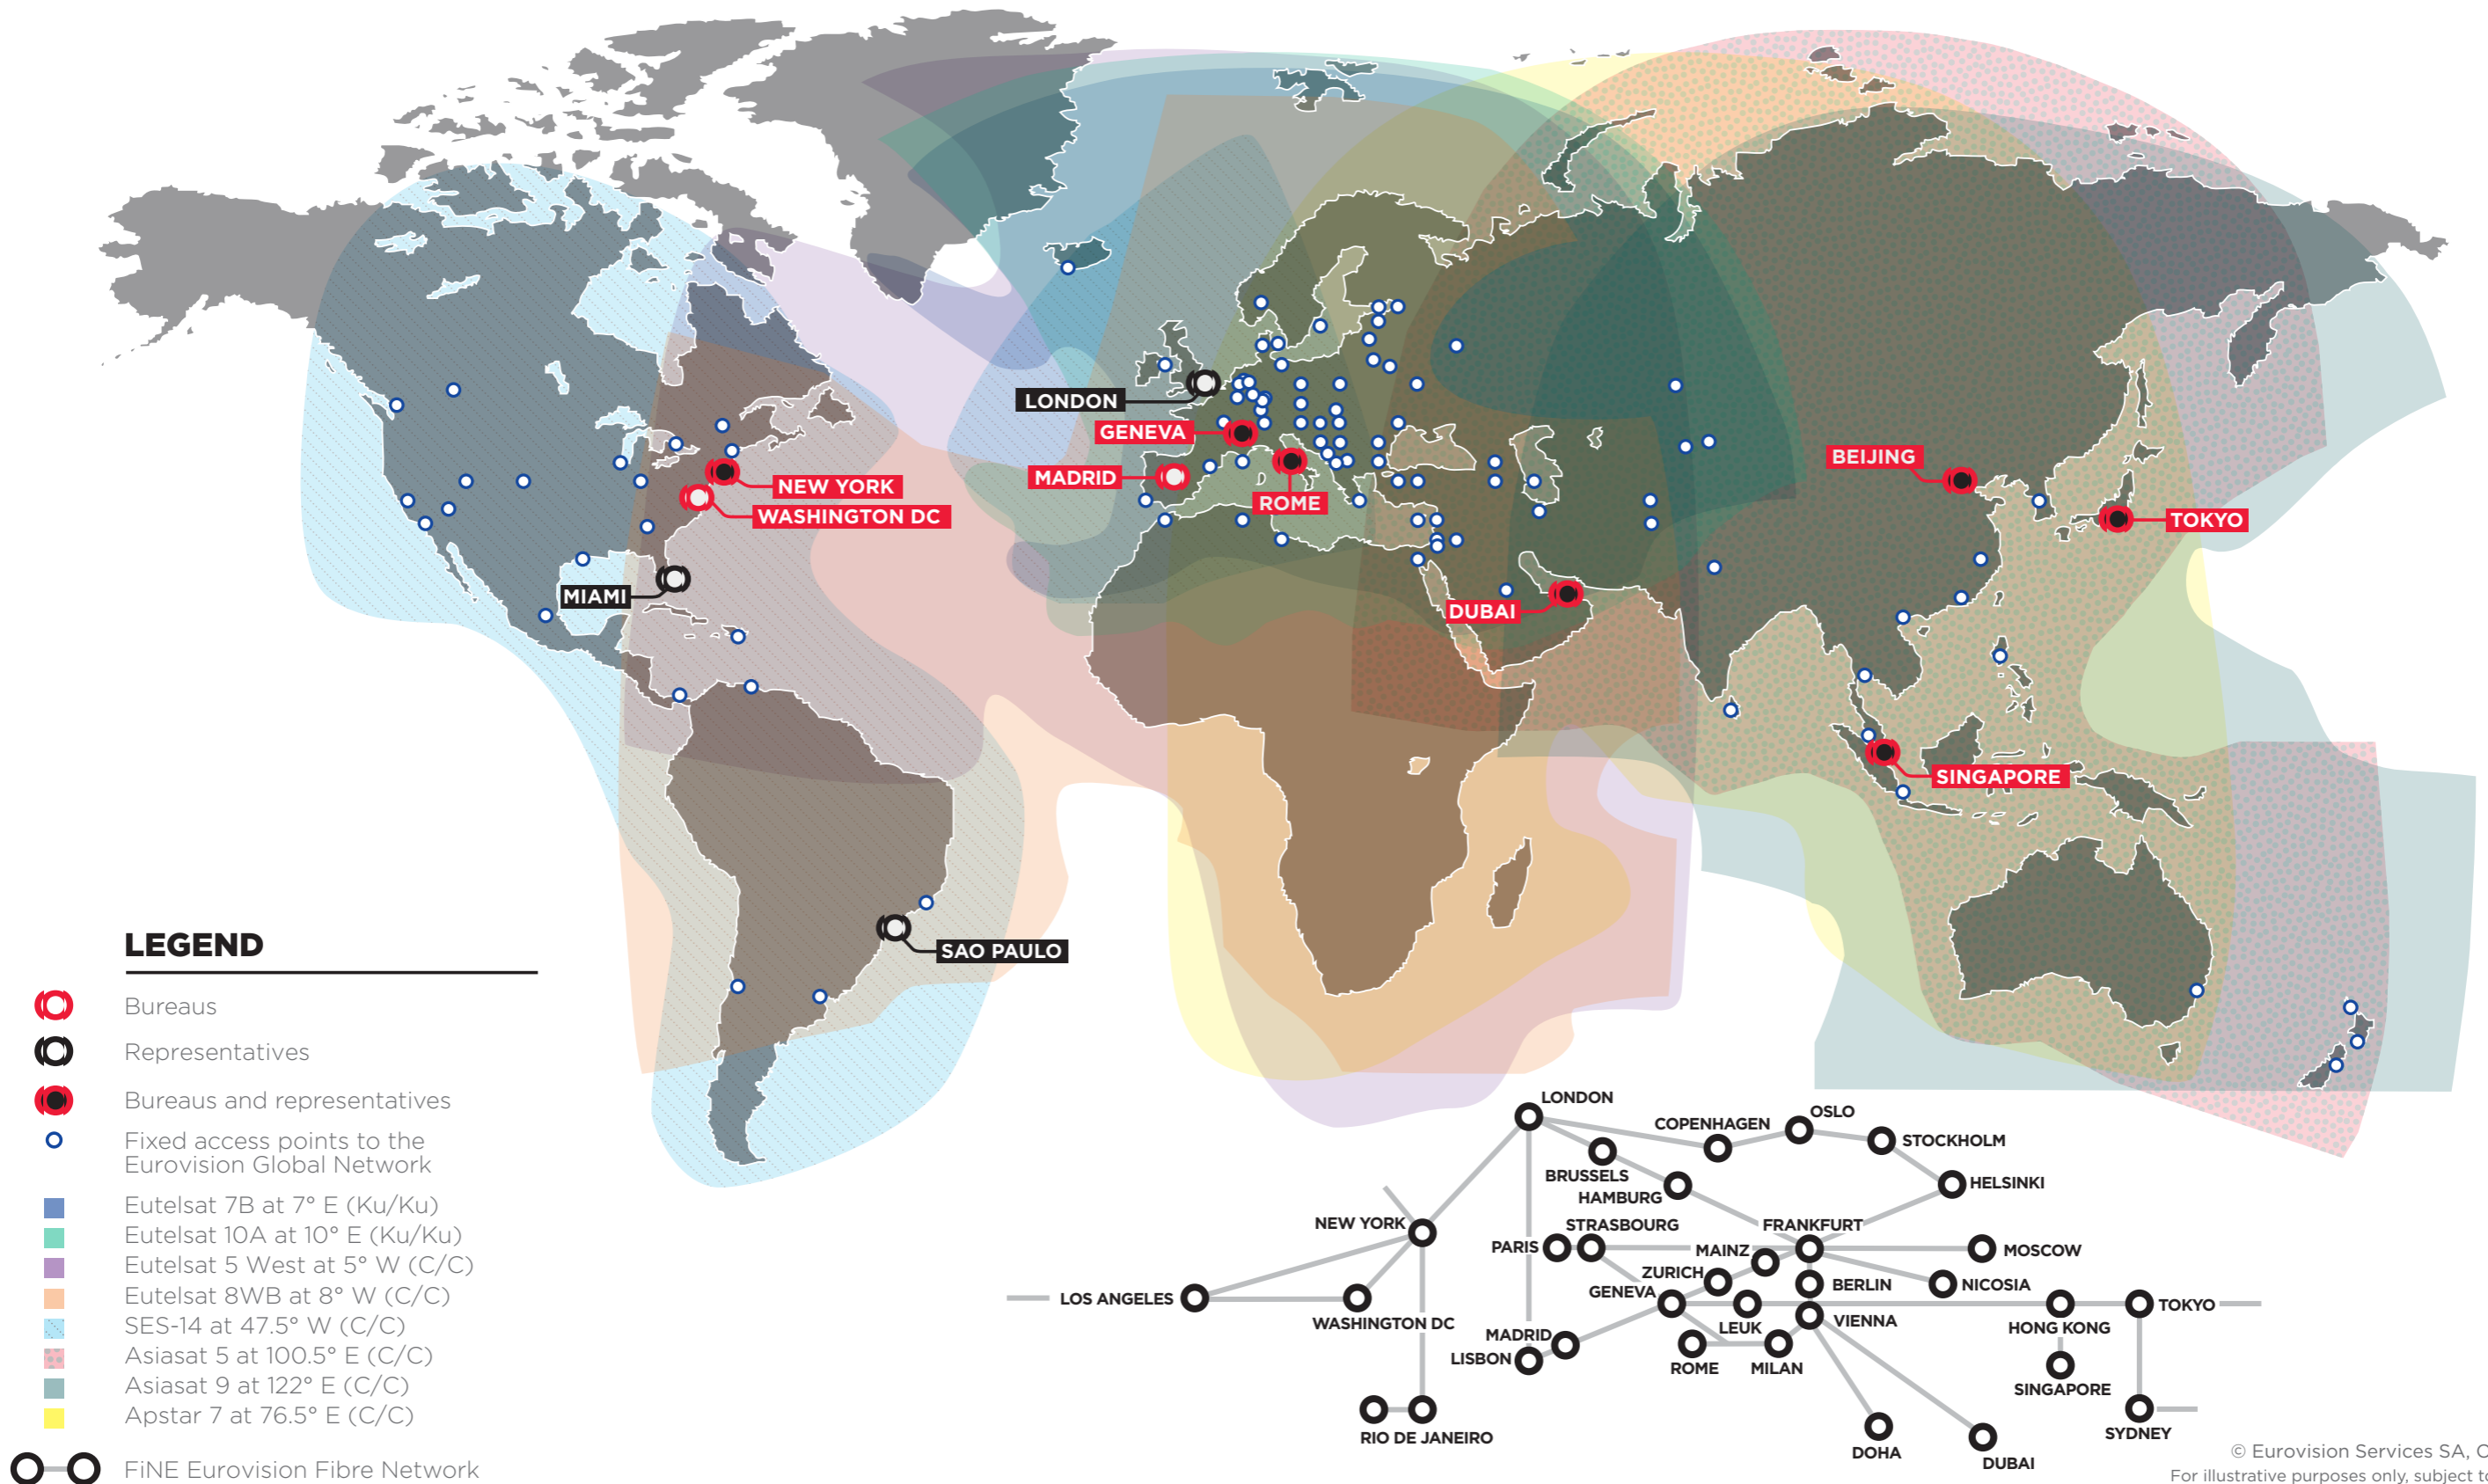 LONDON
GENEVA
MADRID
ROME
NEW YORK
WASHINGTON DC
MIAMI
DUBAI
BEIJING
TOKYO
SINGAPORE
SAO PAULO
LEGEND
Bureaus
Representatives
Bureaus and representatives
Fixed access points to the
Eurovision Global Network
Eutelsat 7B at 7° E (Ku/Ku)
Eutelsat 10A at 10° E (Ku/Ku)
Eutelsat 5 West at 5° W (C/C)
Eutelsat 8WB at 8° W (C/C)
SES-14 at 47.5° W (C/C)
Asiasat 5 at 100.5° E (C/C)
Asiasat 9 at 122° E (C/C)
Apstar 7 at 76.5° E (C/C)
FiNE Eurovision Fibre Network
LONDON
COPENHAGEN
OSLO
STOCKHOLM
BRUSSELS
HAMBURG
HELSINKI
NEW YORK
STRASBOURG
FRANKFURT
PARIS
MAINZ
MOSCOW
ZURICH
GENEVA
BERLIN
NICOSIA
LOS ANGELES
WASHINGTON DC
LEUK
VIENNA
HONG KONG
TOKYO
MADRID
LISBON
ROME
MILAN
SINGAPORE
RIO DE JANEIRO
DOHA
DUBAI
SYDNEY
© Eurovision Services SA,
For illustrative purposes only, subject